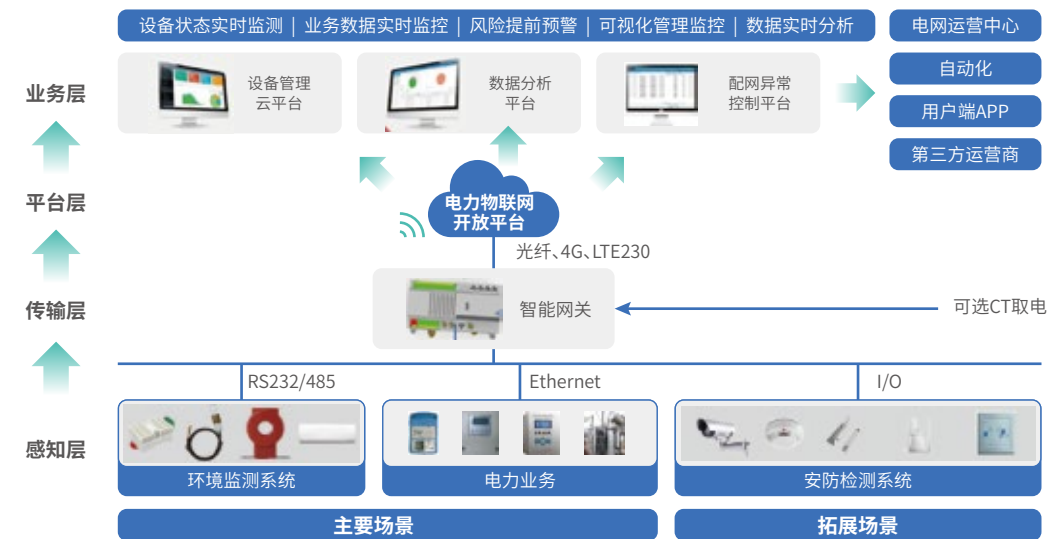 设备状态实时监测 | 业务数据实时监控 | 风险提前预警 | 可视化管理监控 | 数据实时分析
电网运营中心
业务层
设备管理
云平台
数据分析
平台
配网异常
控制平台
自动化
用户端APP
第三方运营商
平台层
电力物联网
开放平台
光纤、4G、LTE230
传输层
智能网关
可选CT取电
RS232/485
Ethernet
I/O
感知层
环境监测系统
电力业务
安防检测系统
主要场景
拓展场景